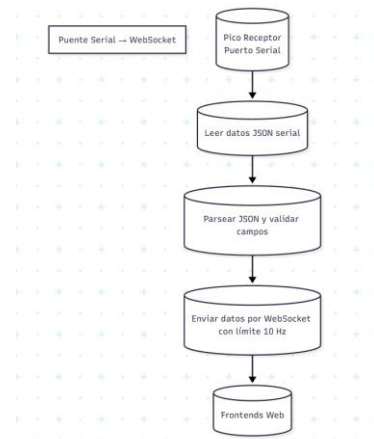 Puente Serial → WebSocket
Pico Receptor
Puerto Serial
Leer datos JSON serial
Parsear JSON y validar
campos
Enviar datos por WebSocket
con límite 10 Hz
Frontends Web